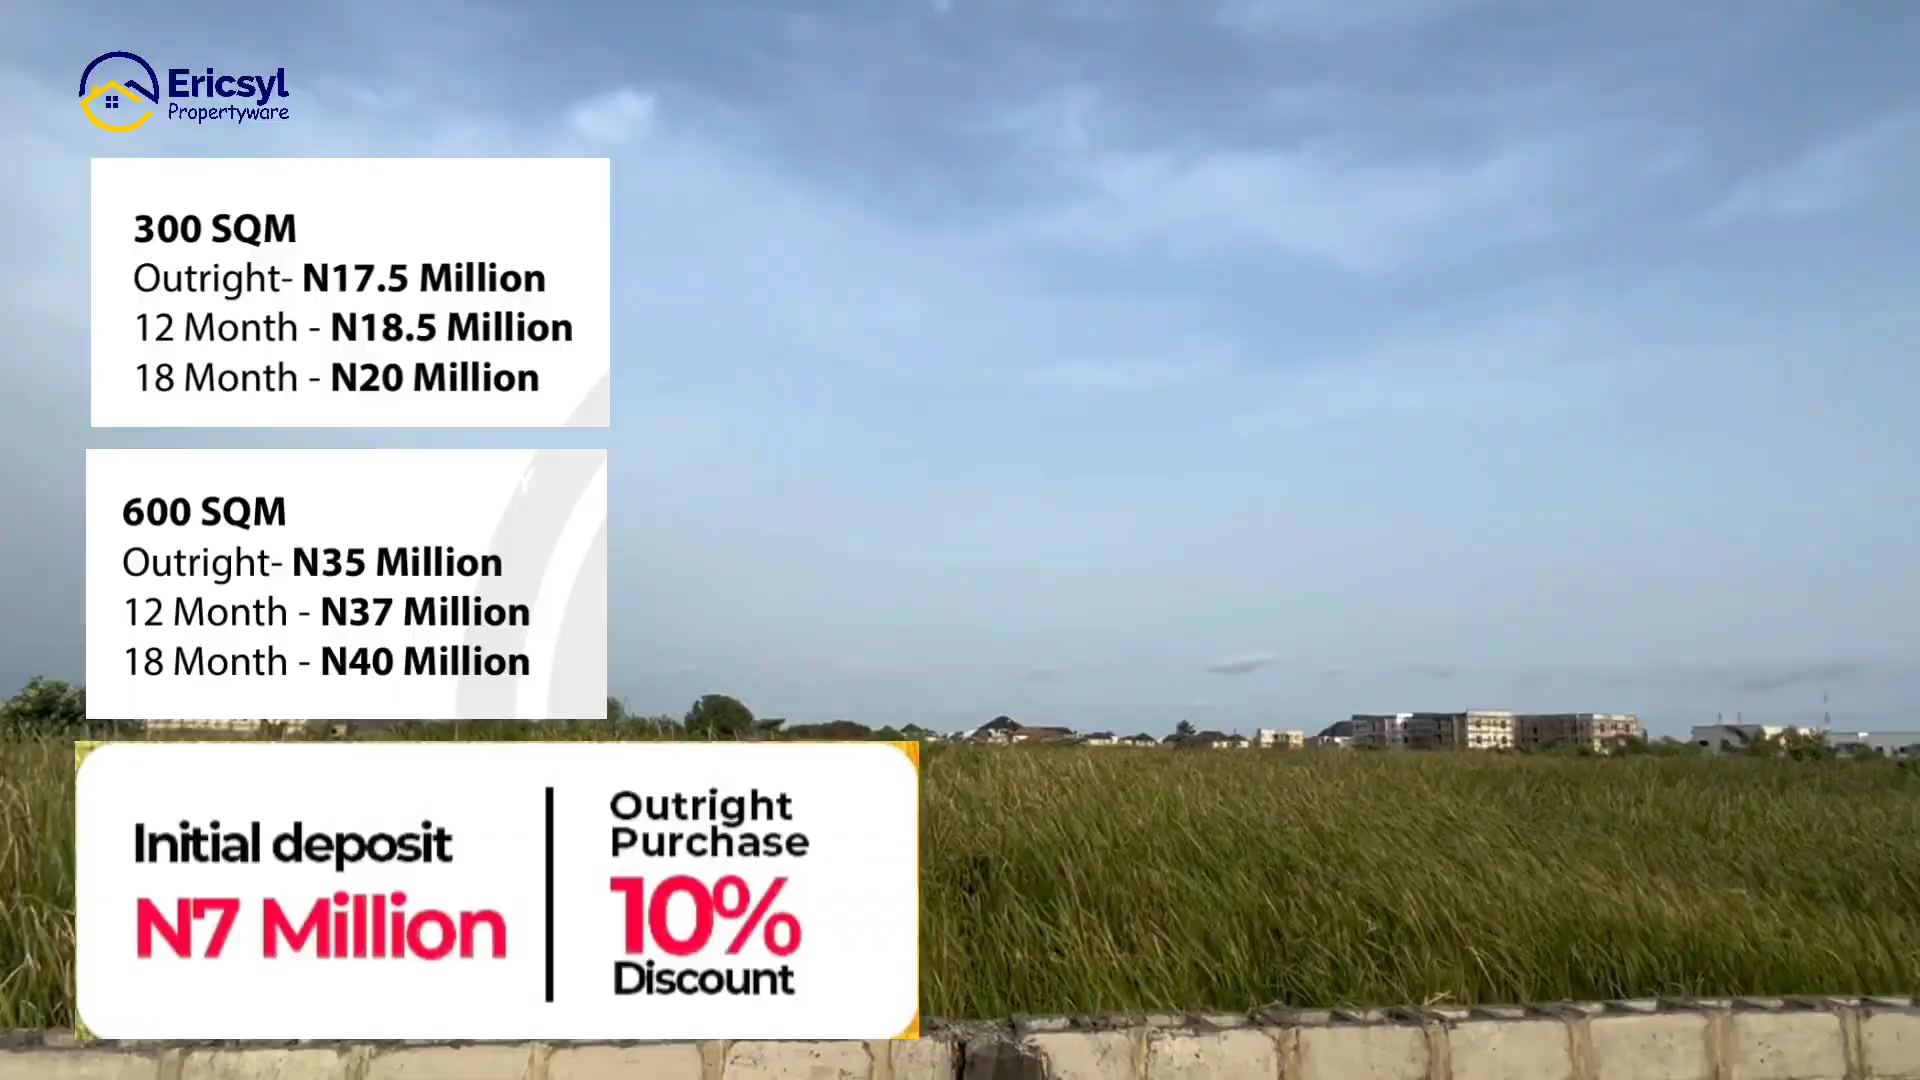 Ericsyl
Propertyware
300 SQM
Outright- N17.5 Million
12 Month - N18.5 Million
18 Month - N20 Million
600 SQM
Outright- N35 Million
12 Month - N37 Million
18 Month - N40 Million
Initial deposit
N7 Million
Outright
Purchase
10%
Discount